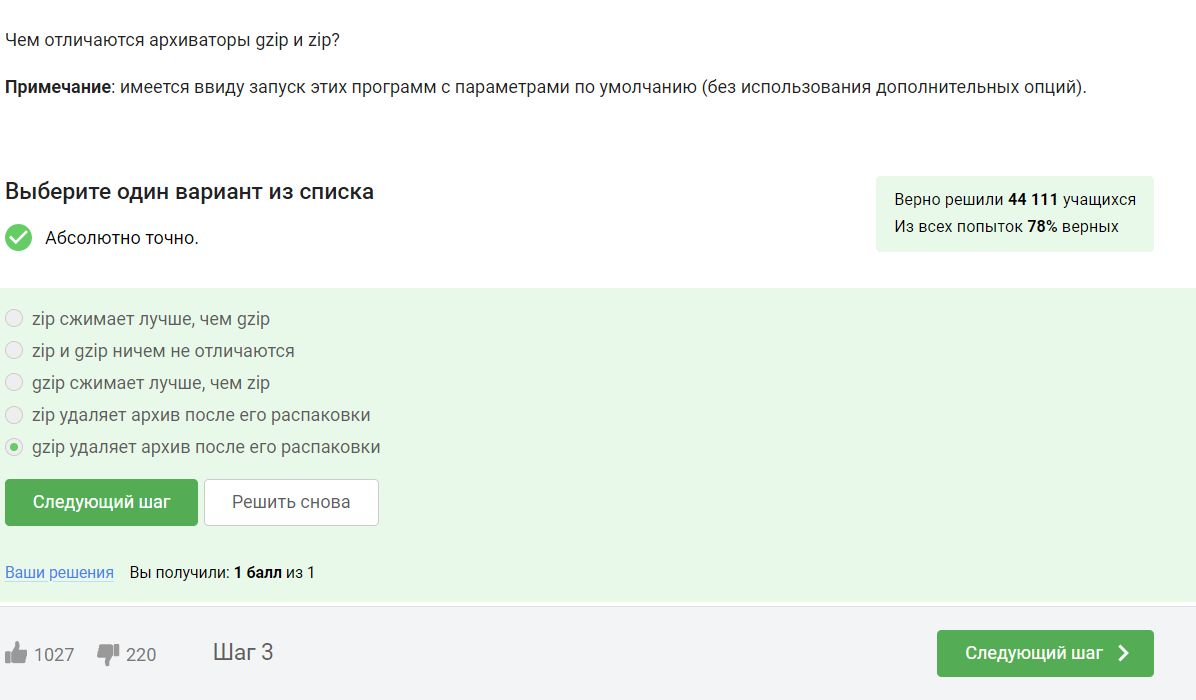 Чем отличаются архиваторы gzip и zip?
Примечание: имеется ввиду запуск этих программ с параметрами по умолчанию (без использования дополнительных опций).
Выберите один вариант из списка
Верно решили 44 111 учащихся
Из всех попыток 78% верных
Абсолютно точно.
zip сжимает лучше, чем gzip
zip и gzip ничем не отличаются
gzip сжимает лучше, чем zip
zip удаляет архив после его распаковки
gzip удаляет архив после его распаковки
Следующий шаг Решить снова
Ваши решения Вы получили: 1 балл из 1
1027 220 Шаг 3 Следующий шаг